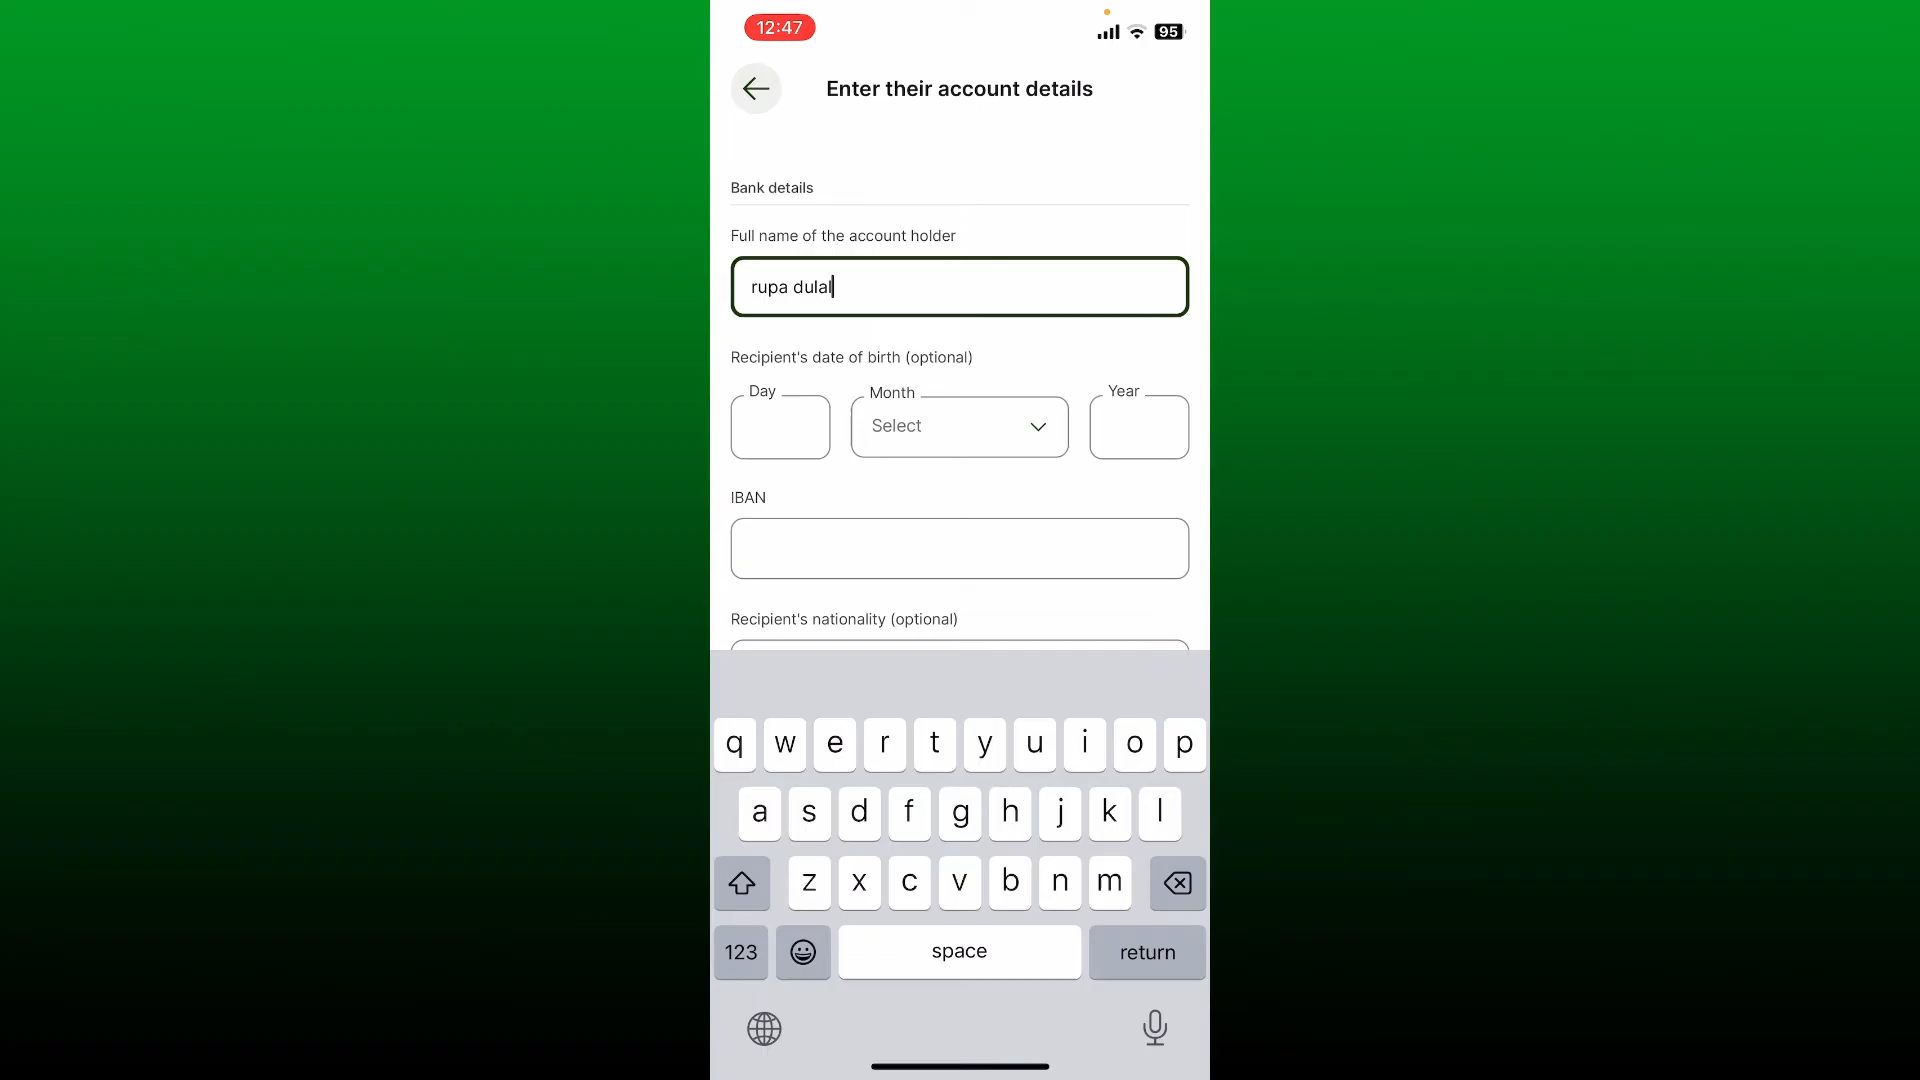 12:47
95
Enter their account details
Bank details
Full name of the account holder
rupa dulal
Recipient's date of birth (optional)
Day
Month
Year
Select
IBAN
Recipient's nationality (optional)
q w e r t y u i o p
a s d f g h j k l
z x c v b n m
123
space
return